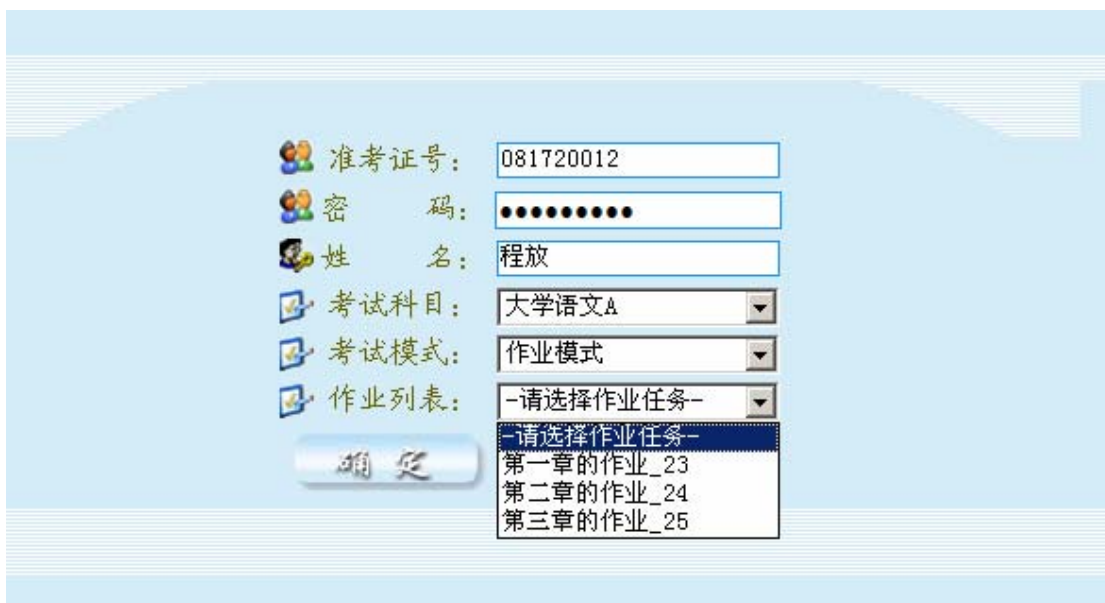 准考证号： 081720012
密 码： ●●●●●●●●●
姓 名： 程放
考试科目： 大学语文A
考试模式： 作业模式
作业列表： -请选择作业任务-
-请选择作业任务-
第一章的作业_23
第二章的作业_24
第三章的作业_25
确 定